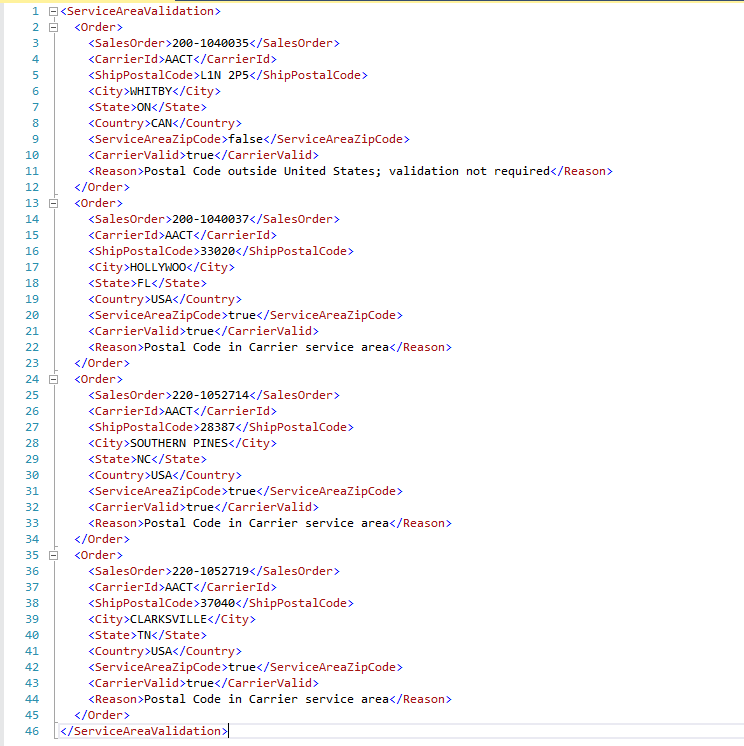 1 <ServiceAreaValidation>
2 <Order>
3 <SalesOrder>200-1040035</SalesOrder>
4 <CarrierId>AACT</CarrierId>
5 <ShipPostalCode>L1N 2P5</ShipPostalCode>
6 <City>WHITBY</City>
7 <State>ON</State>
8 <Country>CAN</Country>
9 <ServiceAreaZipCode>false</ServiceAreaZipCode>
10 <CarrierValid>true</CarrierValid>
11 <Reason>Postal Code outside United States; validation not required</Reason>
12 </Order>
13 <Order>
14 <SalesOrder>200-1040037</SalesOrder>
15 <CarrierId>AACT</CarrierId>
16 <ShipPostalCode>33020</ShipPostalCode>
17 <City>HOLLYWOO</City>
18 <State>FL</State>
19 <Country>USA</Country>
20 <ServiceAreaZipCode>true</ServiceAreaZipCode>
21 <CarrierValid>true</CarrierValid>
22 <Reason>Postal Code in Carrier service area</Reason>
23 </Order>
24 <Order>
25 <SalesOrder>220-1052714</SalesOrder>
26 <CarrierId>AACT</CarrierId>
27 <ShipPostalCode>28387</ShipPostalCode>
28 <City>SOUTHERN PINES</City>
29 <State>NC</State>
30 <Country>USA</Country>
31 <ServiceAreaZipCode>true</ServiceAreaZipCode>
32 <CarrierValid>true</CarrierValid>
33 <Reason>Postal Code in Carrier service area</Reason>
34 </Order>
35 <Order>
36 <SalesOrder>220-1052719</SalesOrder>
37 <CarrierId>AACT</CarrierId>
38 <ShipPostalCode>37040</ShipPostalCode>
39 <City>CLARKSVILLE</City>
40 <State>TN</State>
41 <Country>USA</Country>
42 <ServiceAreaZipCode>true</ServiceAreaZipCode>
43 <CarrierValid>true</CarrierValid>
44 <Reason>Postal Code in Carrier service area</Reason>
45 </Order>
46 </ServiceAreaValidation>